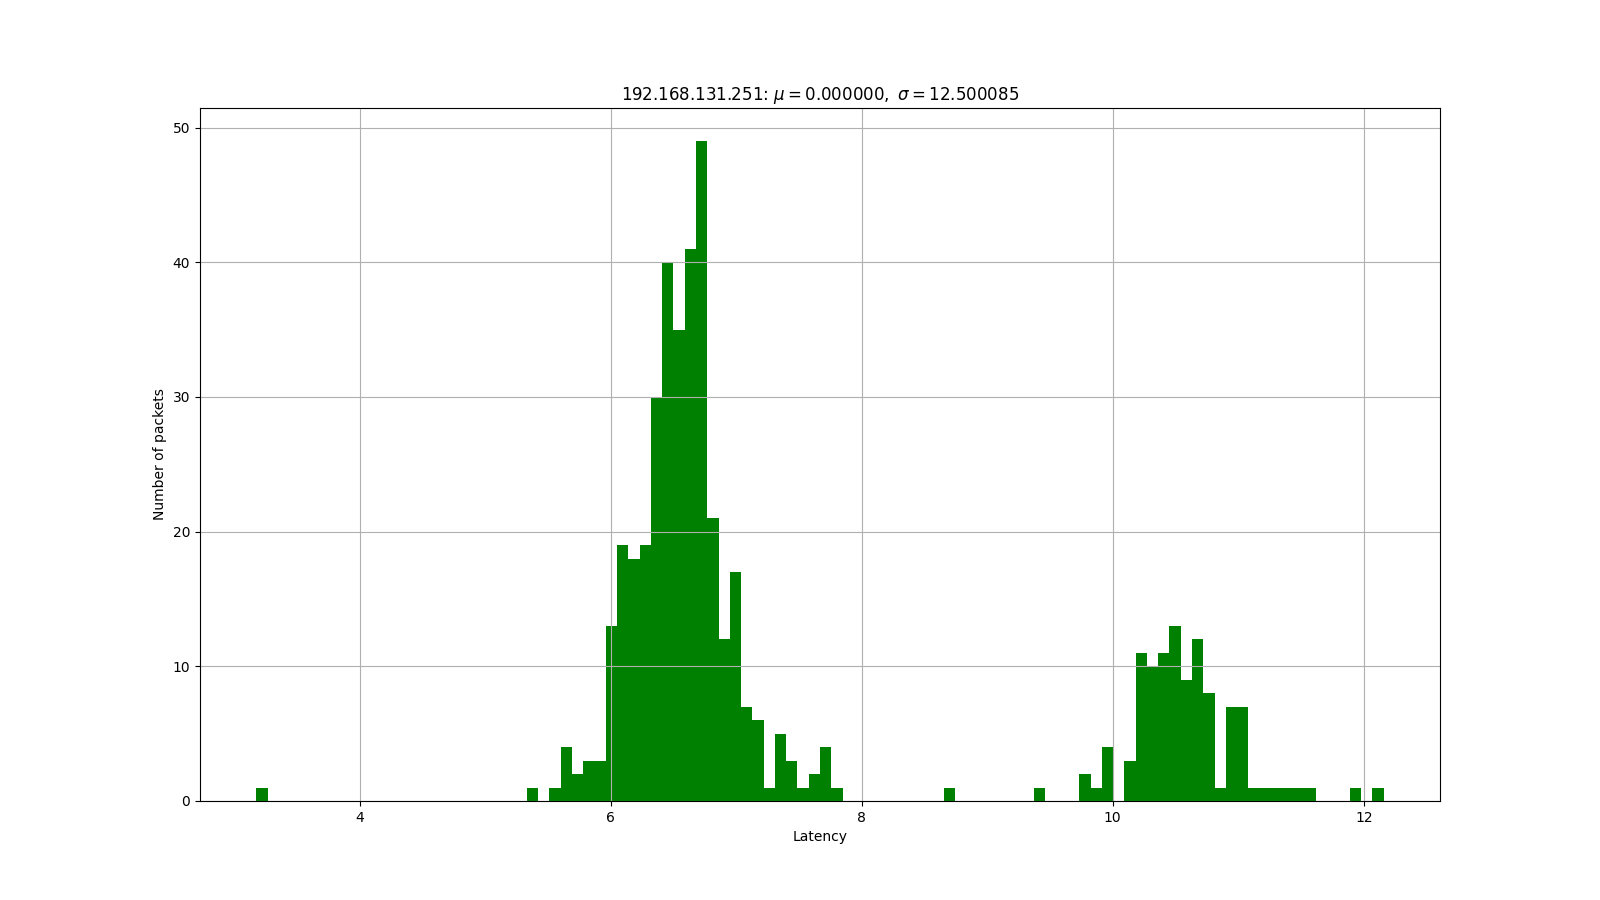 192.168.131.251: μ = 0.000000, σ = 12.500085
50
40
30
20
10
0
Number of packets
4 6 8 10 12
Latency